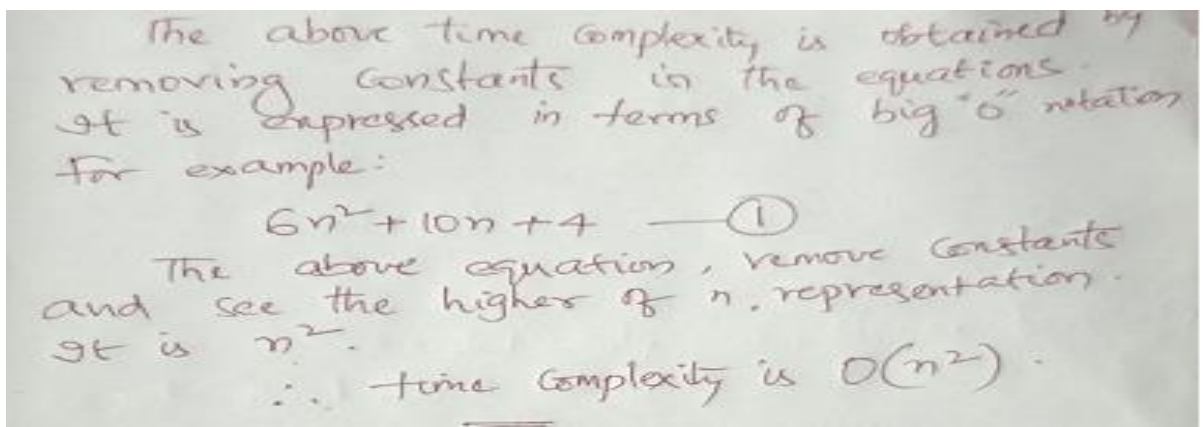 The above time complexity is obtained by
removing constants in the equations.
It is expressed in terms of big "O" notation
For example:
6n² + 10n + 4 — ①
The above equation, remove constants
and see the higher of n. representation.
It is n².
∴ time complexity is O(n²).